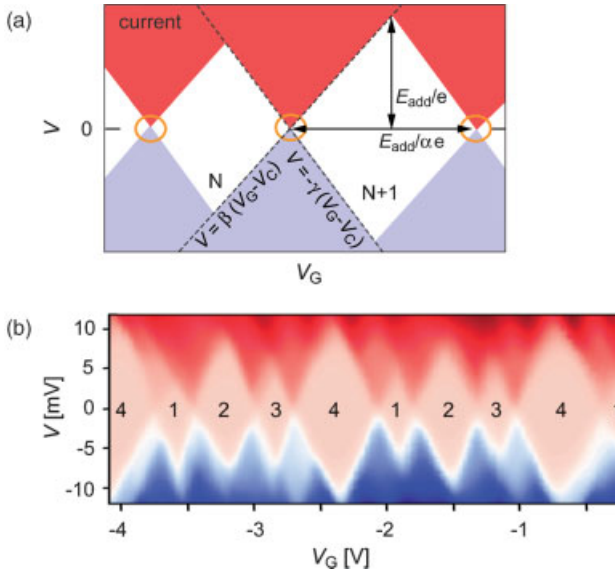 (a)
current
V
0
E_add/e
E_add/αe
N
V = β(V_G-V_C)
V = -γ(V_G-V_C)
N+1
V_G
(b)
V [mV]
10
5
0
-5
-10
4 1 2 3 4 1 2 3 4
-4 -3 -2 -1
V_G [V]